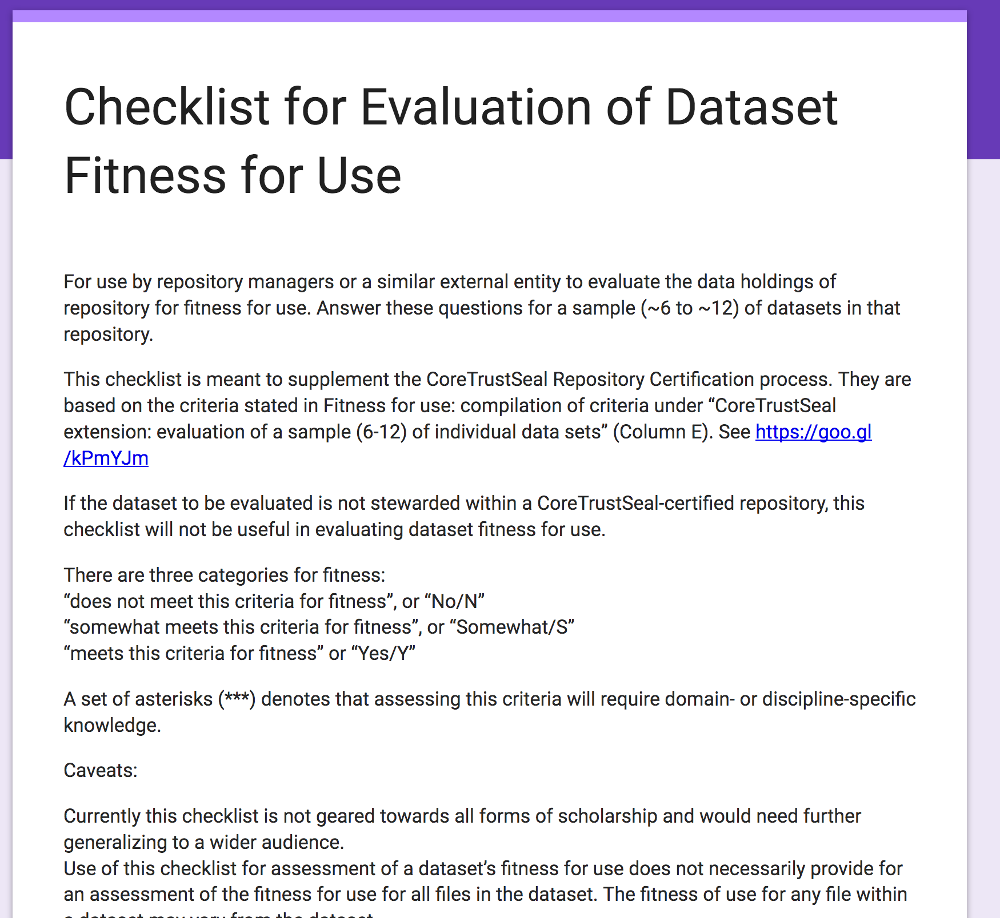 Checklist for Evaluation of Dataset
Fitness for Use
For use by repository managers or a similar external entity to evaluate the data holdings of
repository for fitness for use. Answer these questions for a sample (~6 to ~12) of datasets in that
repository.
This checklist is meant to supplement the CoreTrustSeal Repository Certification process. They are
based on the criteria stated in Fitness for use: compilation of criteria under “CoreTrustSeal
extension: evaluation of a sample (6-12) of individual data sets” (Column E). See https://goo.gl
/kPmYJm
If the dataset to be evaluated is not stewarded within a CoreTrustSeal-certified repository, this
checklist will not be useful in evaluating dataset fitness for use.
There are three categories for fitness:
“does not meet this criteria for fitness”, or “No/N”
“somewhat meets this criteria for fitness”, or “Somewhat/S”
“meets this criteria for fitness” or “Yes/Y”
A set of asterisks (***) denotes that assessing this criteria will require domain- or discipline-specific
knowledge.
Caveats:
Currently this checklist is not geared towards all forms of scholarship and would need further
generalizing to a wider audience.
Use of this checklist for assessment of a dataset’s fitness for use does not necessarily provide for
an assessment of the fitness for use for all files in the dataset. The fitness of use for any file within
a dataset may vary from the dataset